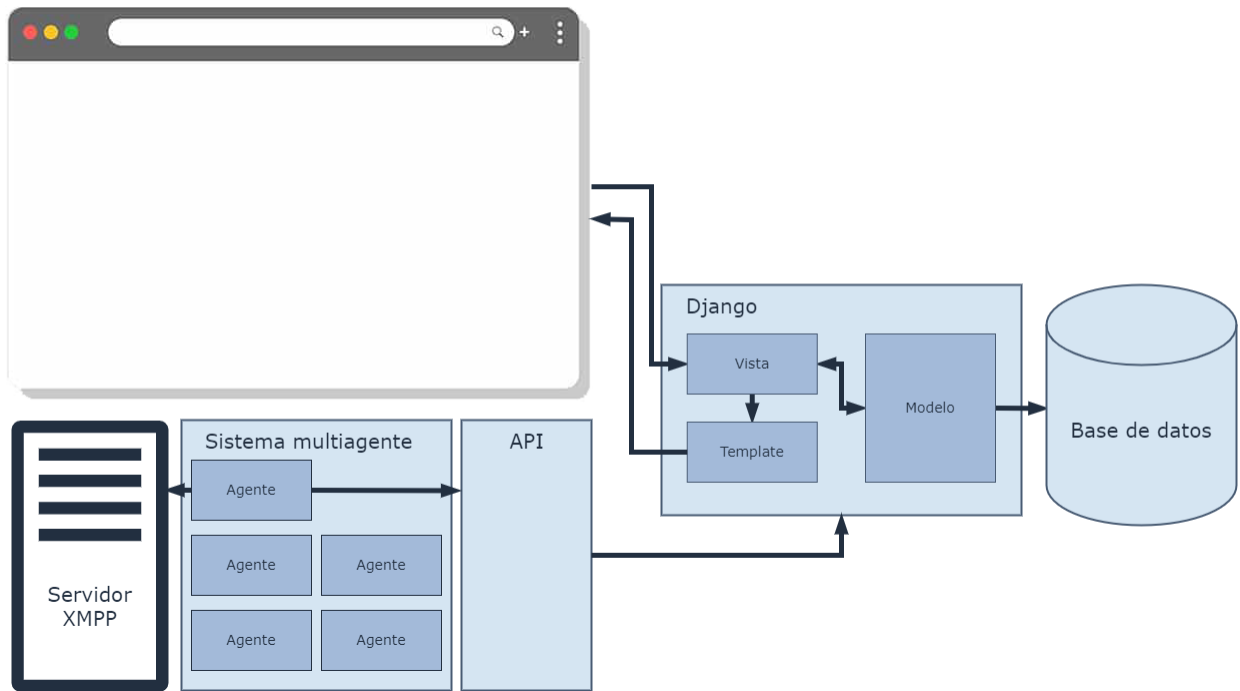 Django
Vista
Modelo
Template
Base de datos
Sistema multiagente
API
Agente
Agente
Agente
Agente
Agente
Servidor
XMPP